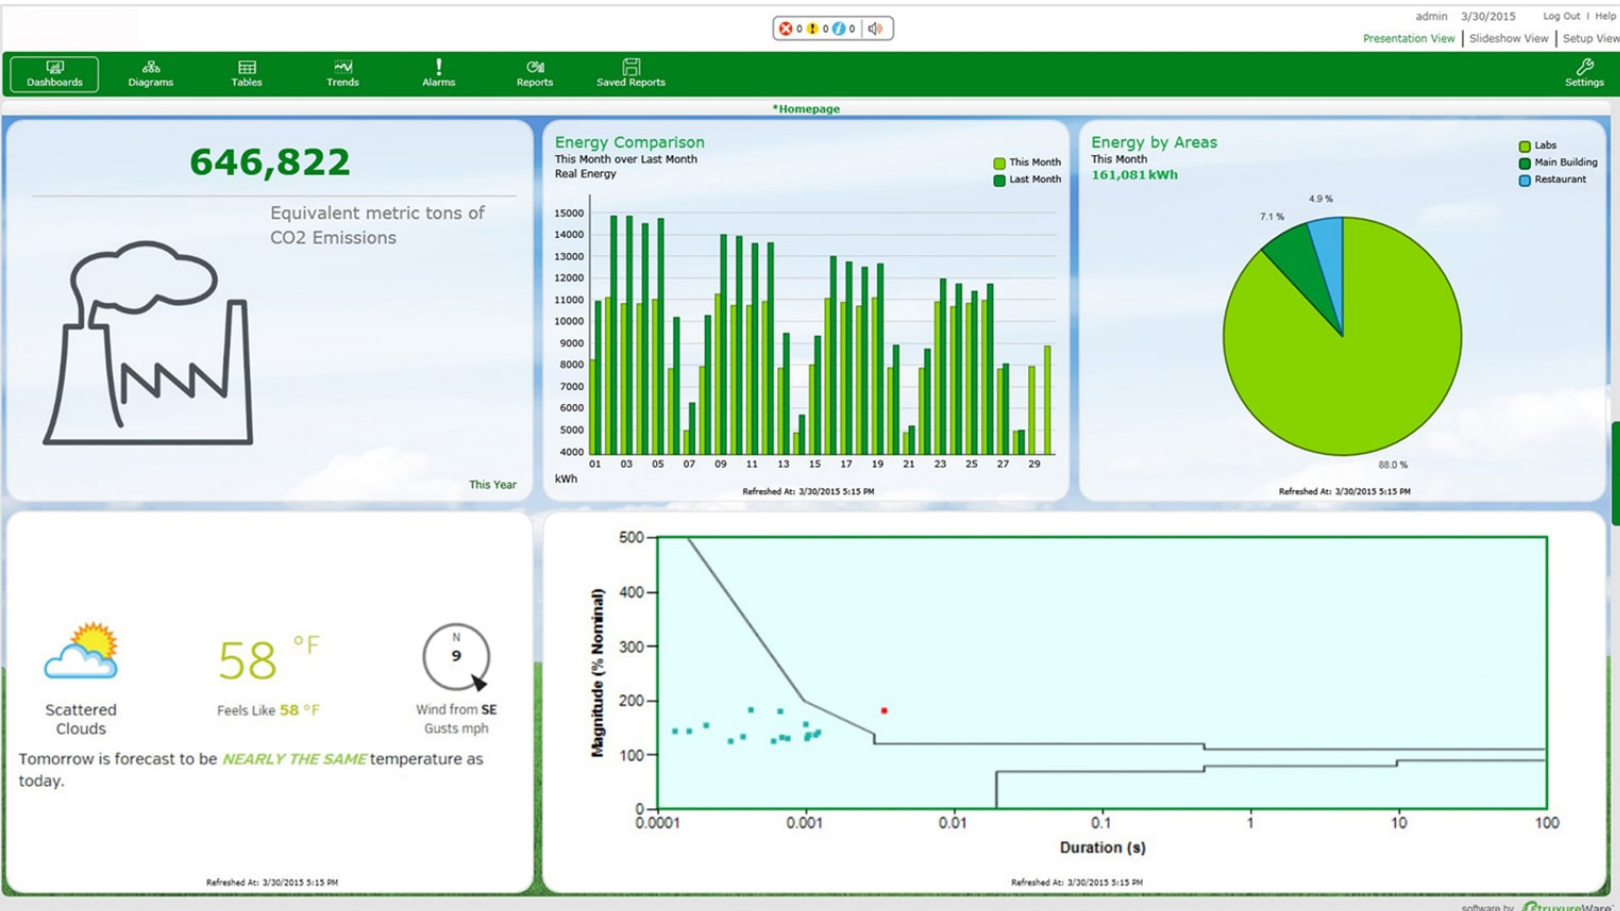 admin 3/30/2015 Log Out | Help
0 0 0
Presentation View | Slideshow View | Setup View
Dashboards Diagrams Tables Trends Alarms Reports Saved Reports Settings
*Homepage
646,822
Equivalent metric tons of
CO2 Emissions
This Year
Energy Comparison
This Month over Last Month
Real Energy
This Month
Last Month
15000
14000
13000
12000
11000
10000
9000
8000
7000
6000
5000
4000
01 03 05 07 09 11 13 15 17 19 21 23 25 27 29
kWh
Refreshed At: 3/30/2015 5:15 PM
Energy by Areas
This Month
161,081 kWh
Labs
Main Building
Restaurant
4.9 %
7.1 %
88.0 %
Refreshed At: 3/30/2015 5:15 PM
Scattered
Clouds
58 °F
Feels Like 58 °F
N
9
Wind from SE
Gusts mph
Tomorrow is forecast to be NEARLY THE SAME temperature as
today.
Refreshed At: 3/30/2015 5:15 PM
Magnitude (% Nominal)
500
400
300
200
100
0
0.0001 0.001 0.01 0.1 1 10 100
Duration (s)
Refreshed At: 3/30/2015 5:15 PM
software by StruxureWare